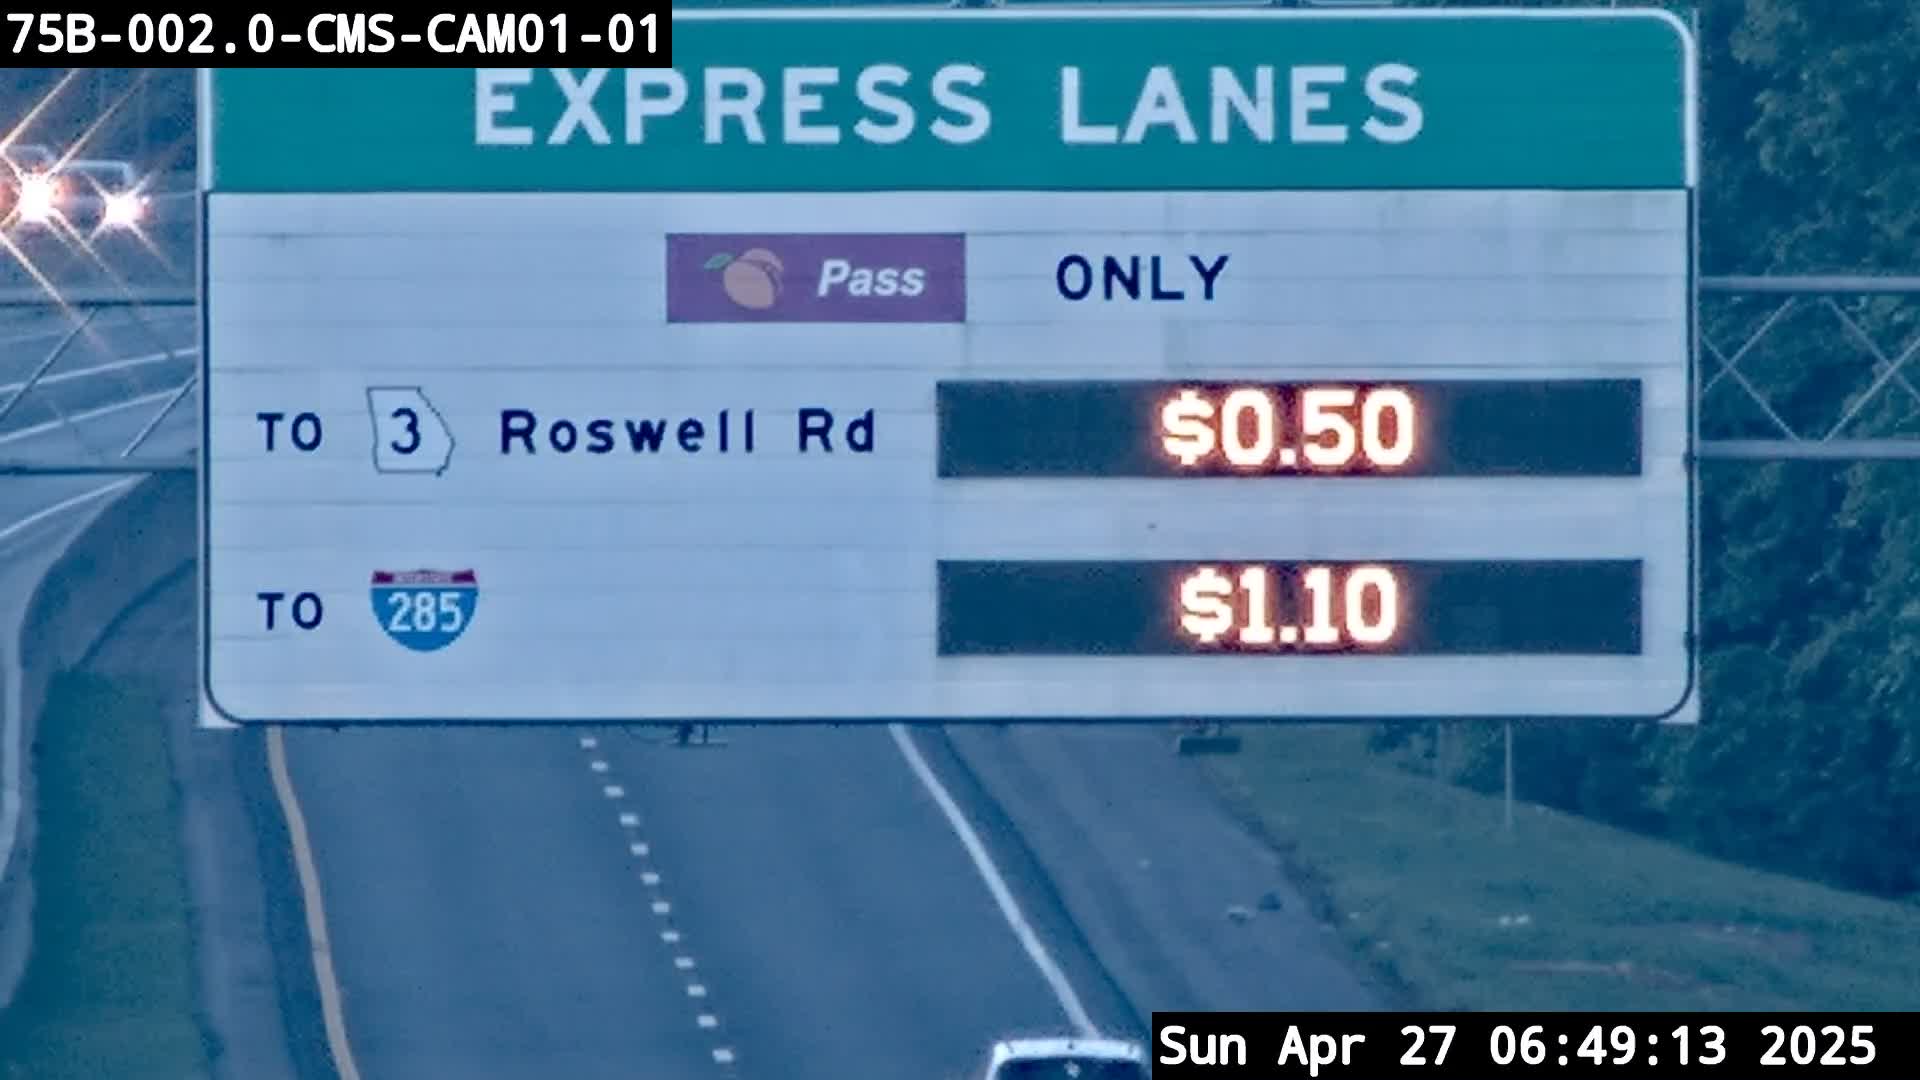 75B-002.0-CMS-CAM01-01
EXPRESS LANES
Pass ONLY
TO 3 Roswell Rd $0.50
TO 285 $1.10
Sun Apr 27 06:49:13 2025